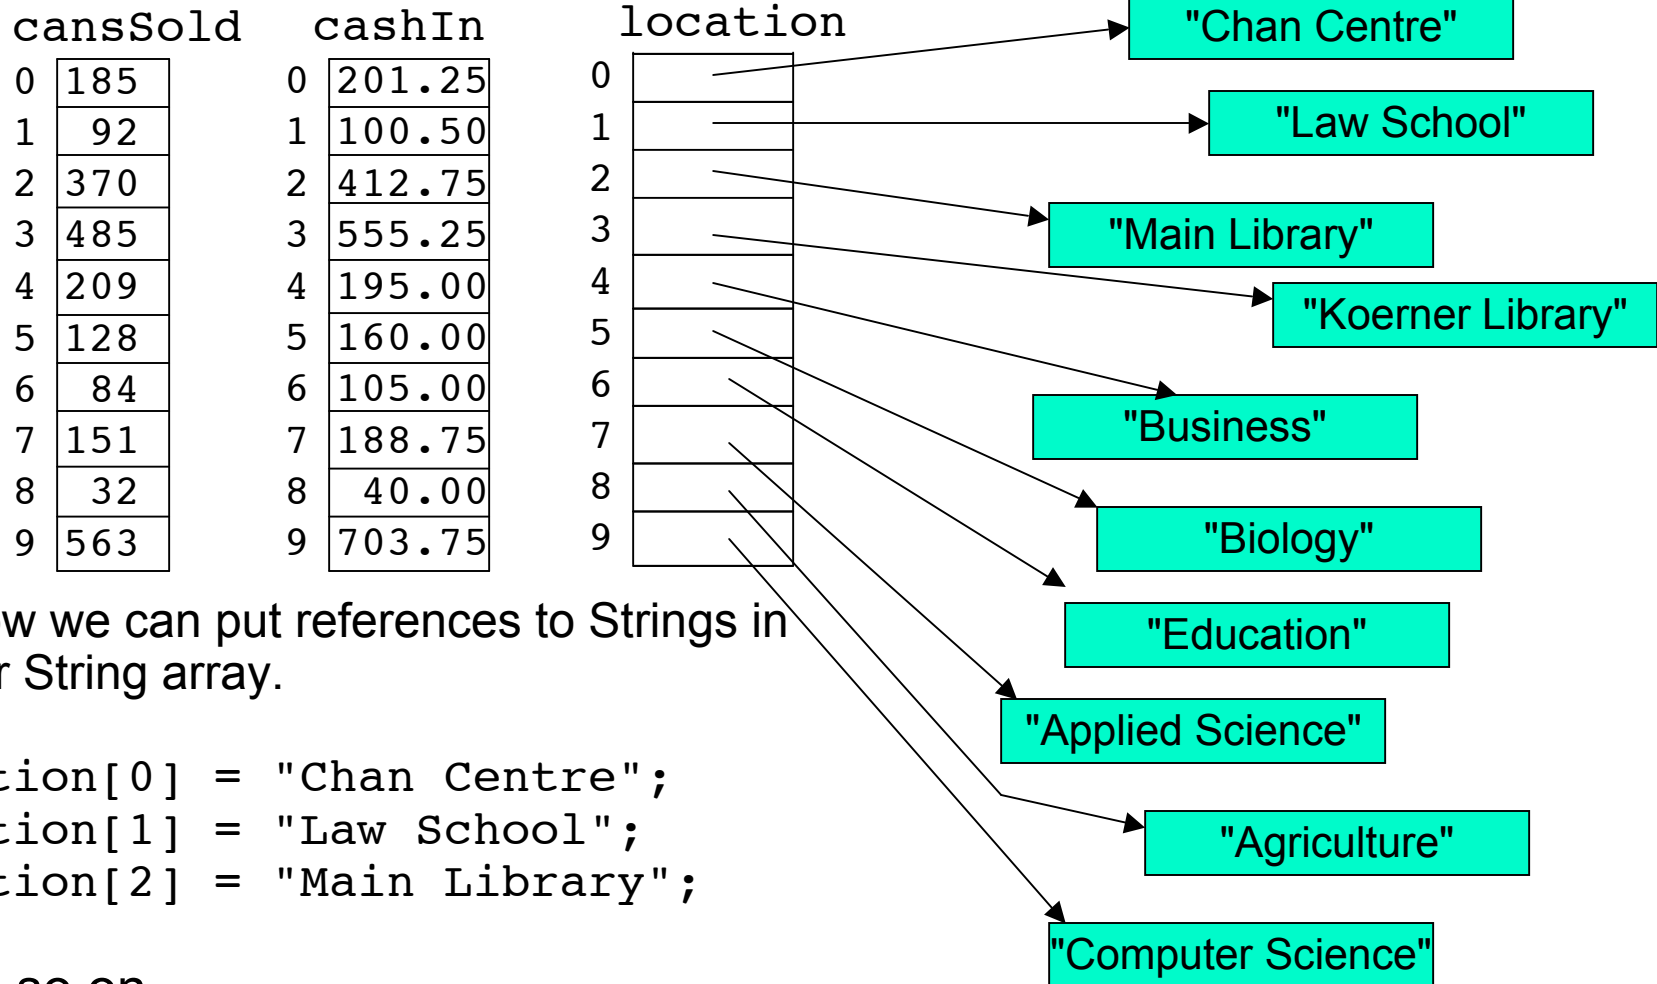 cansSold cashIn location
0 185 0 201.25 0 "Chan Centre"
1 92 1 100.50 1 "Law School"
2 370 2 412.75 2 "Main Library"
3 485 3 555.25 3 "Koerner Library"
4 209 4 195.00 4 "Business"
5 128 5 160.00 5 "Biology"
6 84 6 105.00 6 "Education"
7 151 7 188.75 7 "Applied Science"
8 32 8 40.00 8 "Agriculture"
9 563 9 703.75 9 "Computer Science"
ow we can put references to Strings in
r String array.
tion[0] = "Chan Centre";
tion[1] = "Law School";
tion[2] = "Main Library";
so on